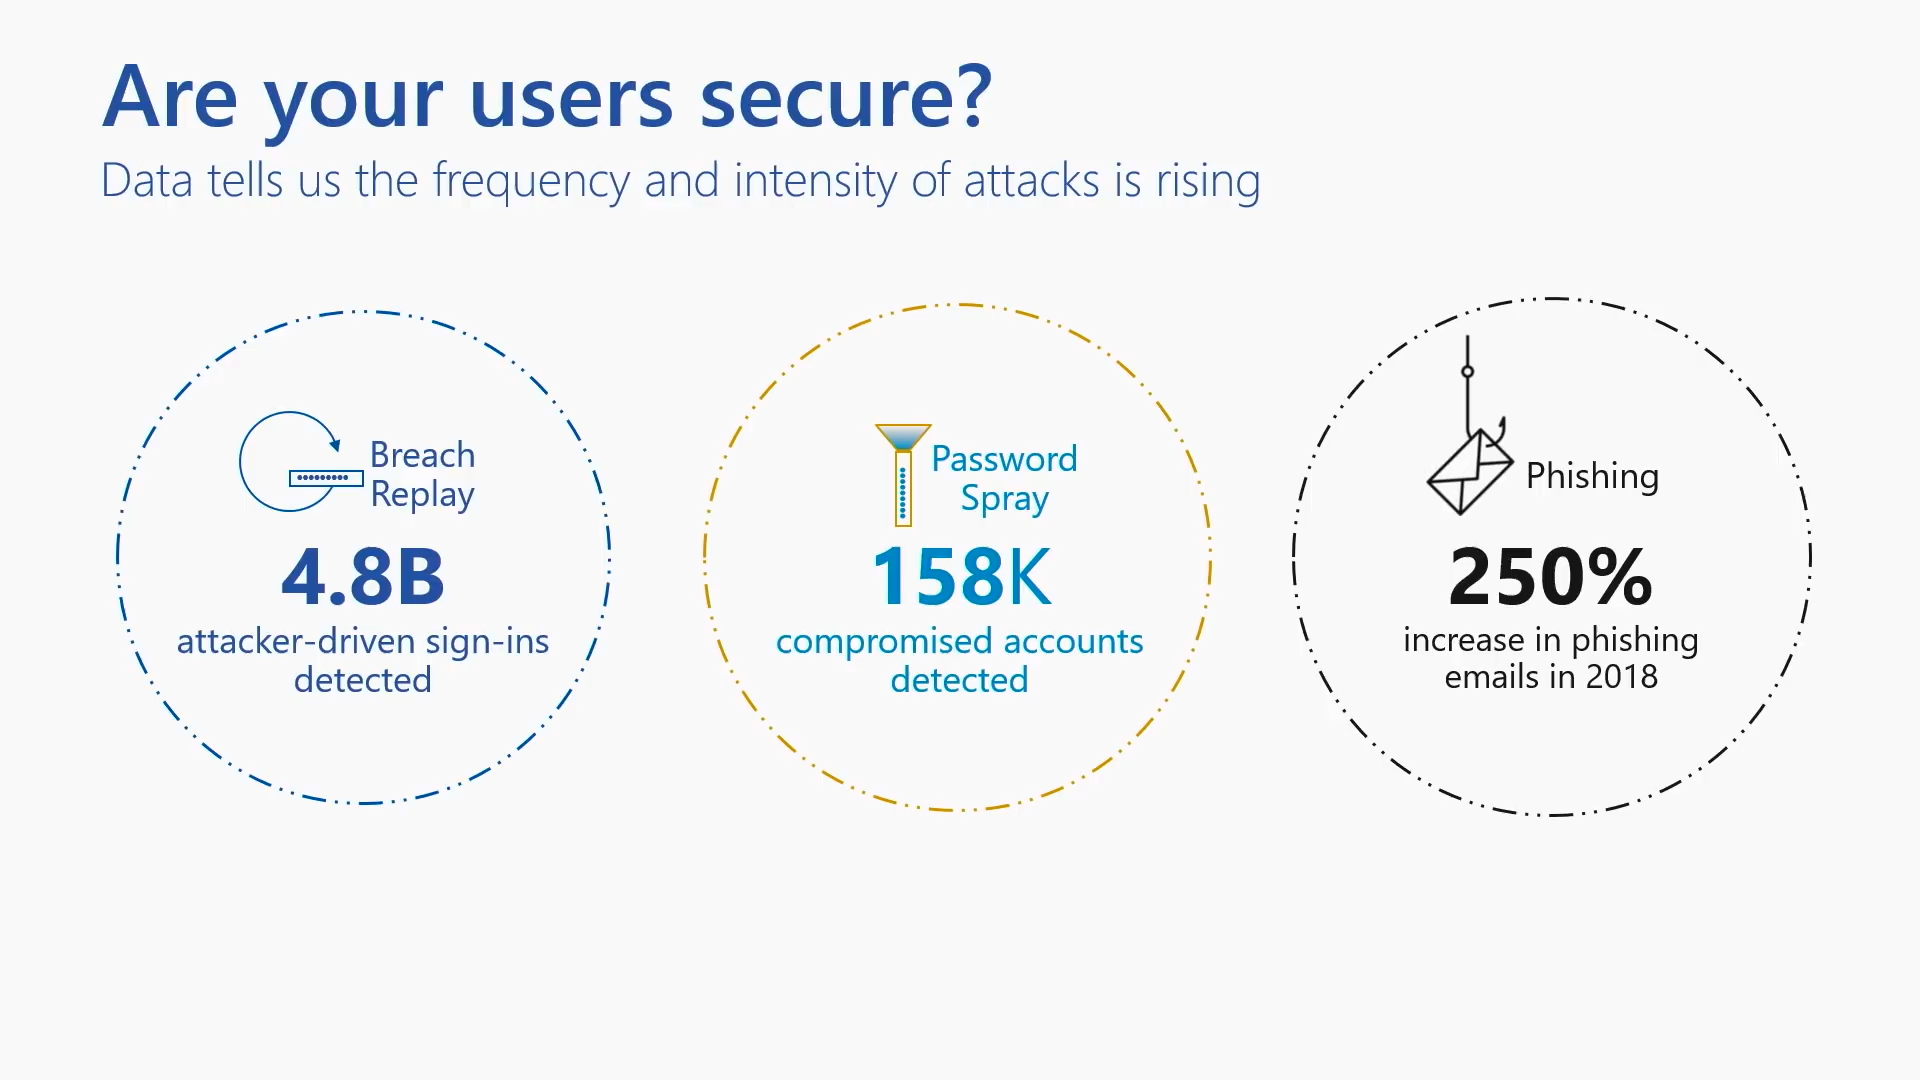 Are your users secure?
Data tells us the frequency and intensity of attacks is rising
Breach
Replay
4.8B
attacker-driven sign-ins
detected
Password
Spray
158K
compromised accounts
detected
Phishing
250%
increase in phishing
emails in 2018